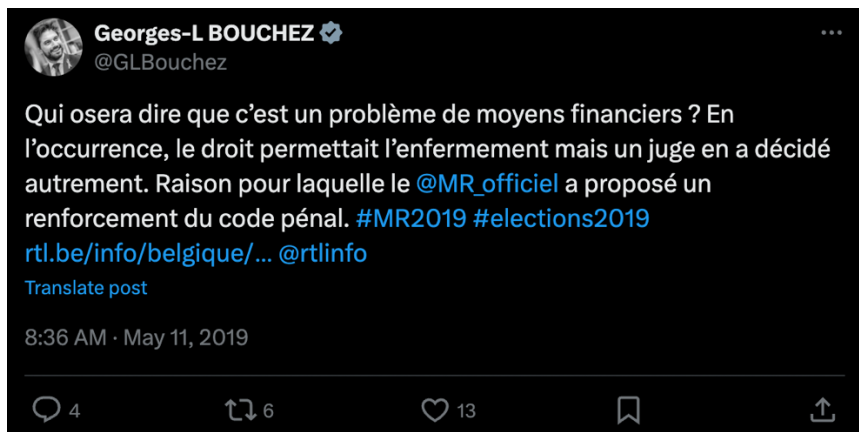 Georges-L BOUCHEZ
@GLBouchez
Qui osera dire que c’est un problème de moyens financiers ? En
l’occurrence, le droit permettait l’enfermement mais un juge en a décidé
autrement. Raison pour laquelle le @MR_officiel a proposé un
renforcement du code pénal. #MR2019 #elections2019
rtl.be/info/belgique/... @rtlinfo
Translate post
8:36 AM · May 11, 2019
4 6 13